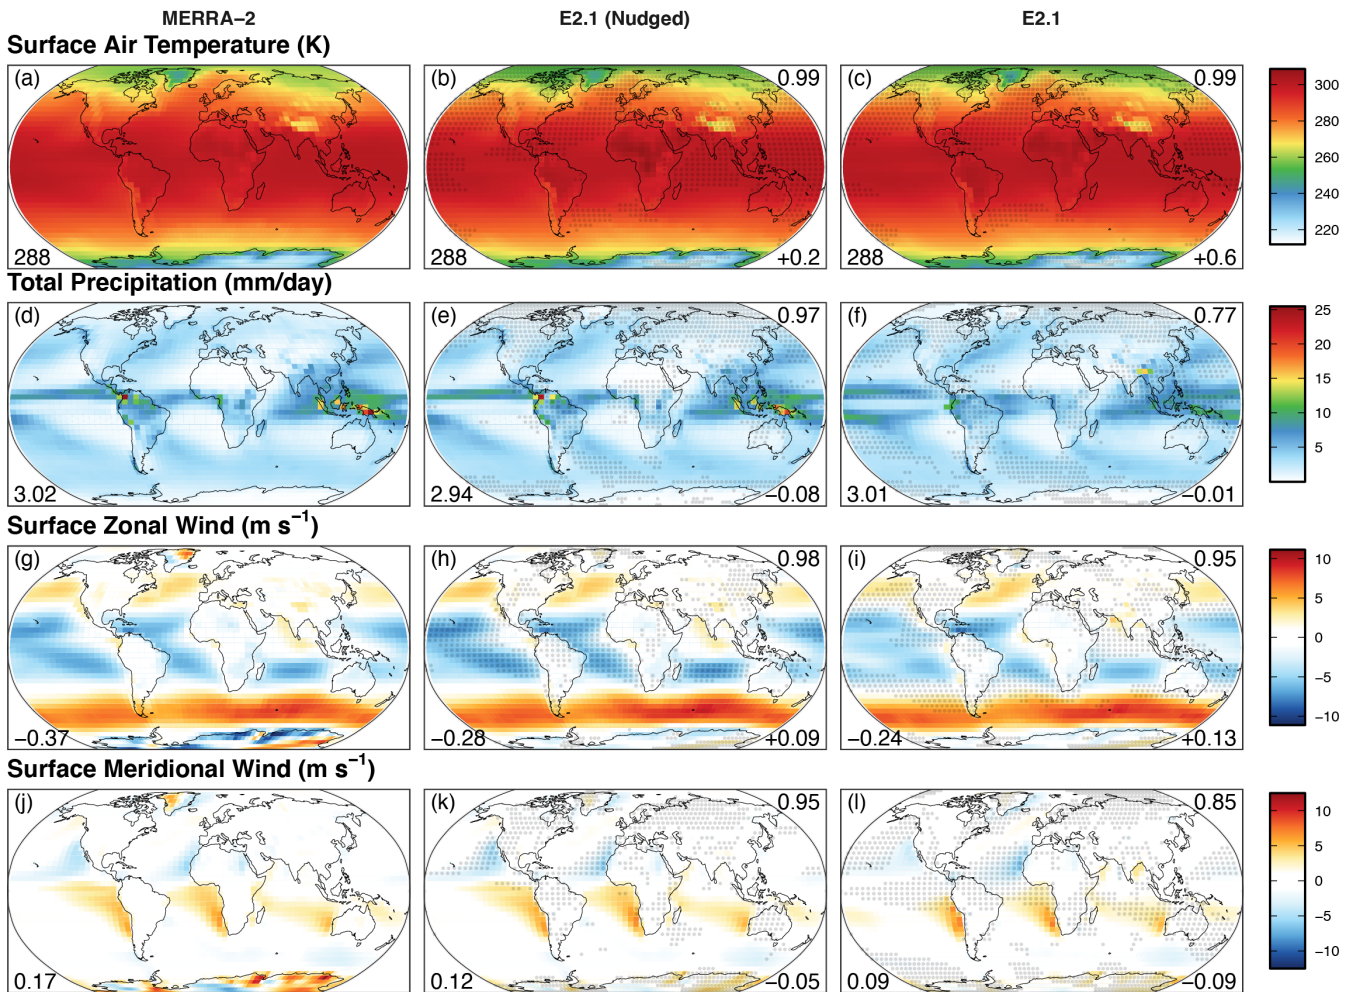 MERRA–2 E2.1 (Nudged) E2.1
Surface Air Temperature (K)
(a) (b) 0.99 (c) 0.99
300
280
260
240
220
288 288 +0.2 288 +0.6
Total Precipitation (mm/day)
(d) (e) 0.97 (f) 0.77
25
20
15
10
5
3.02 2.94 −0.08 3.01 −0.01
Surface Zonal Wind (m s−1)
(g) (h) 0.98 (i) 0.95
10
5
0
−5
−10
−0.37 −0.28 +0.09 −0.24 +0.13
Surface Meridional Wind (m s−1)
(j) (k) 0.95 (l) 0.85
10
5
0
−5
−10
0.17 0.12 −0.05 0.09 −0.09